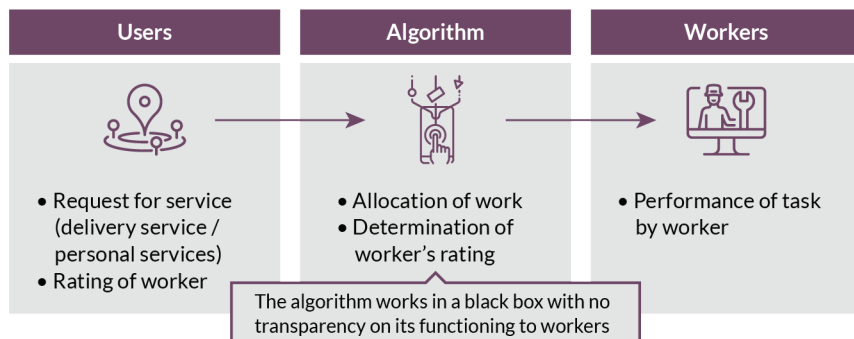 Users
• Request for service
(delivery service /
personal services)
• Rating of worker
Algorithm
• Allocation of work
• Determination of
worker's rating
The algorithm works in a black box with no
transparency on its functioning to workers
Workers
• Performance of task
by worker